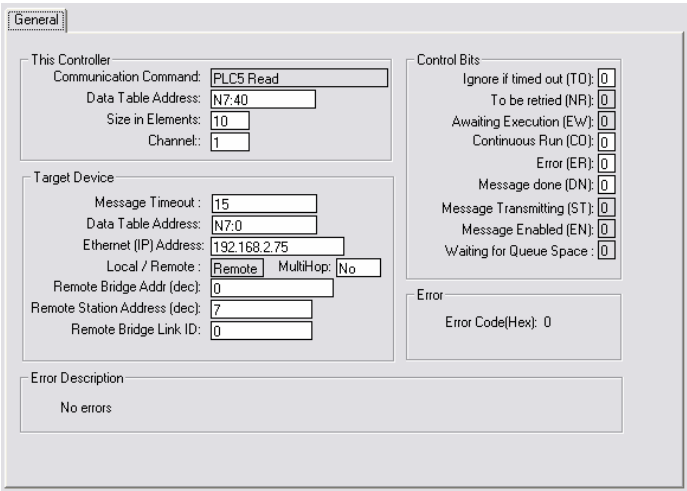 General
This Controller
Communication Command: PLC5 Read
Data Table Address: N7:40
Size in Elements: 10
Channel:: 1
Target Device
Message Timeout : 15
Data Table Address: N7:0
Ethernet (IP) Address: 192.168.2.75
Local / Remote : Remote MultiHop: No
Remote Bridge Addr (dec): 0
Remote Station Address (dec): 7
Remote Bridge Link ID: 0
Control Bits
Ignore if timed out (TO): 0
To be retried (NR): 0
Awaiting Execution (EW): 0
Continuous Run (CO): 0
Error (ER): 0
Message done (DN): 0
Message Transmitting (ST): 0
Message Enabled (EN): 0
Waiting for Queue Space : 0
Error
Error Code(Hex): 0
Error Description
No errors